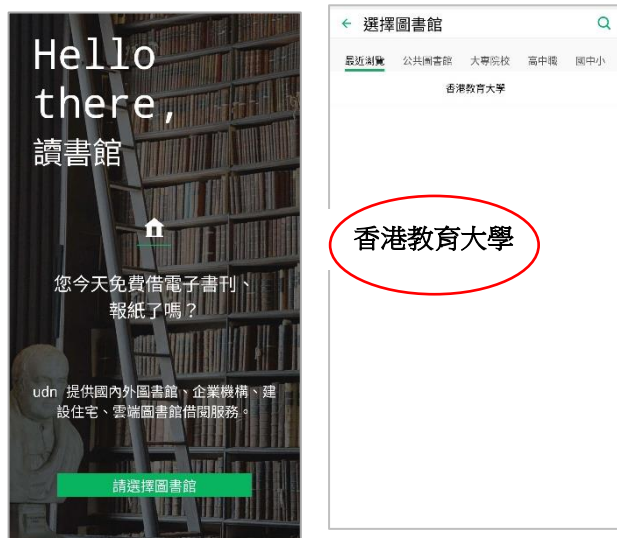 Hello
there,
讀書館
您今天免費借電子書刊、
報紙了嗎？
udn 提供國內外圖書館、企業機構、建
設住宅、雲端圖書館借閱服務。
請選擇圖書館
選擇圖書館
最近瀏覽 公共圖書館 大專院校 高中職 國中小
香港教育大學
香港教育大學